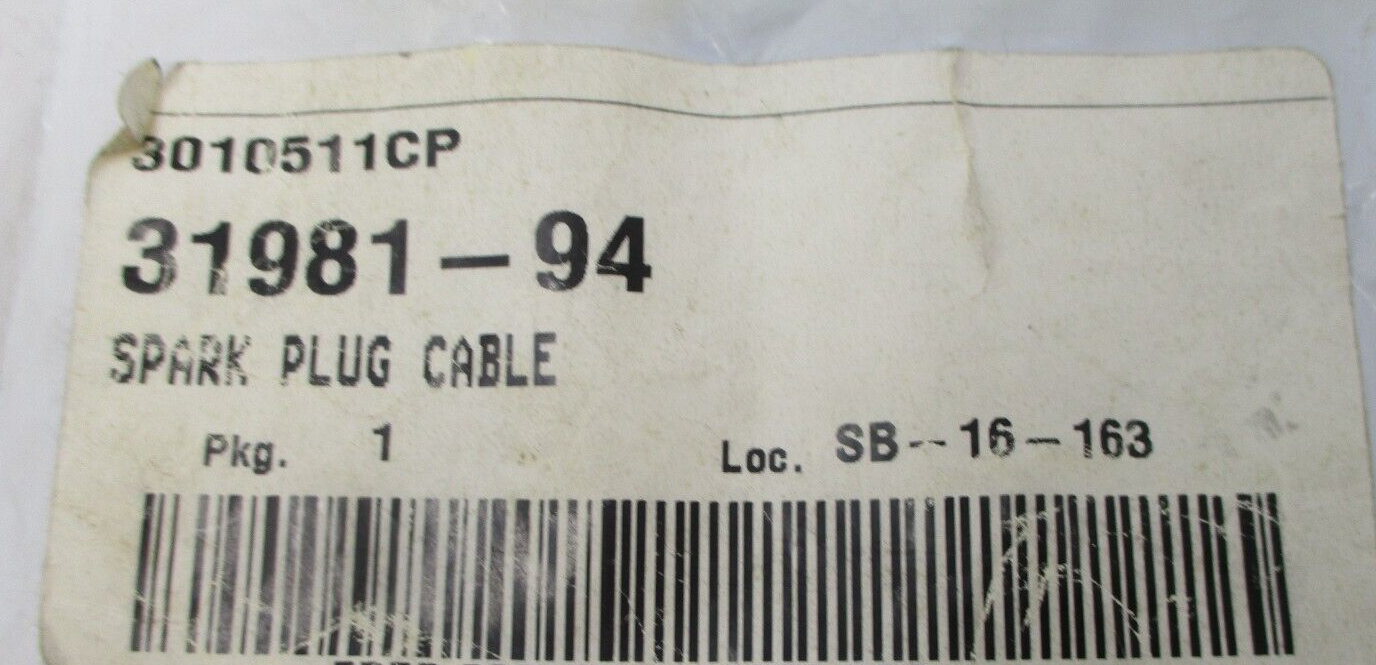 3010511CP
31981-94
SPARK PLUG CABLE
Pkg. 1 Loc. SB--16-163